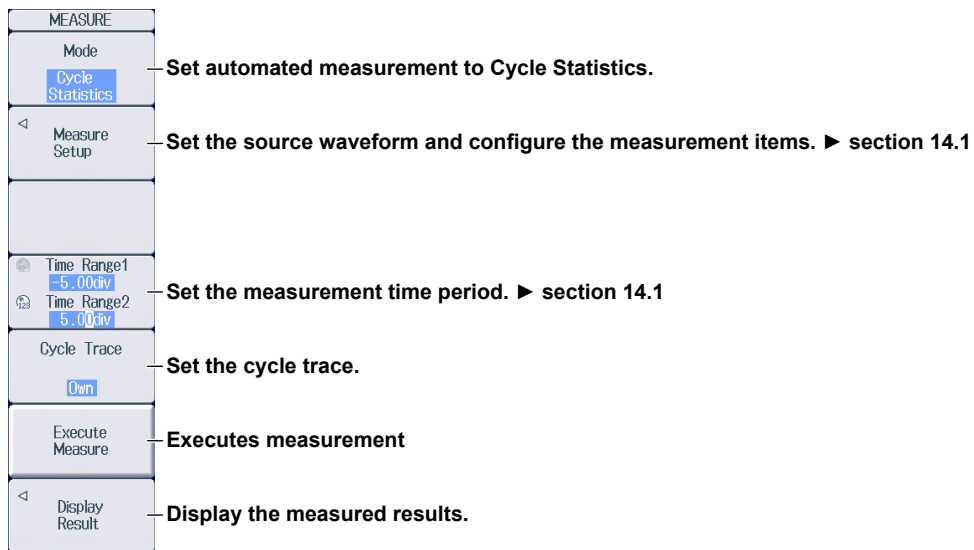 MEASURE
Mode
Cycle
Statistics
Set automated measurement to Cycle Statistics.
Measure
Setup
Set the source waveform and configure the measurement items. ► section 14.1
Time Range1
-5.00div
Time Range2
5.00div
Set the measurement time period. ► section 14.1
Cycle Trace
Own
Set the cycle trace.
Execute
Measure
Executes measurement
Display
Result
Display the measured results.